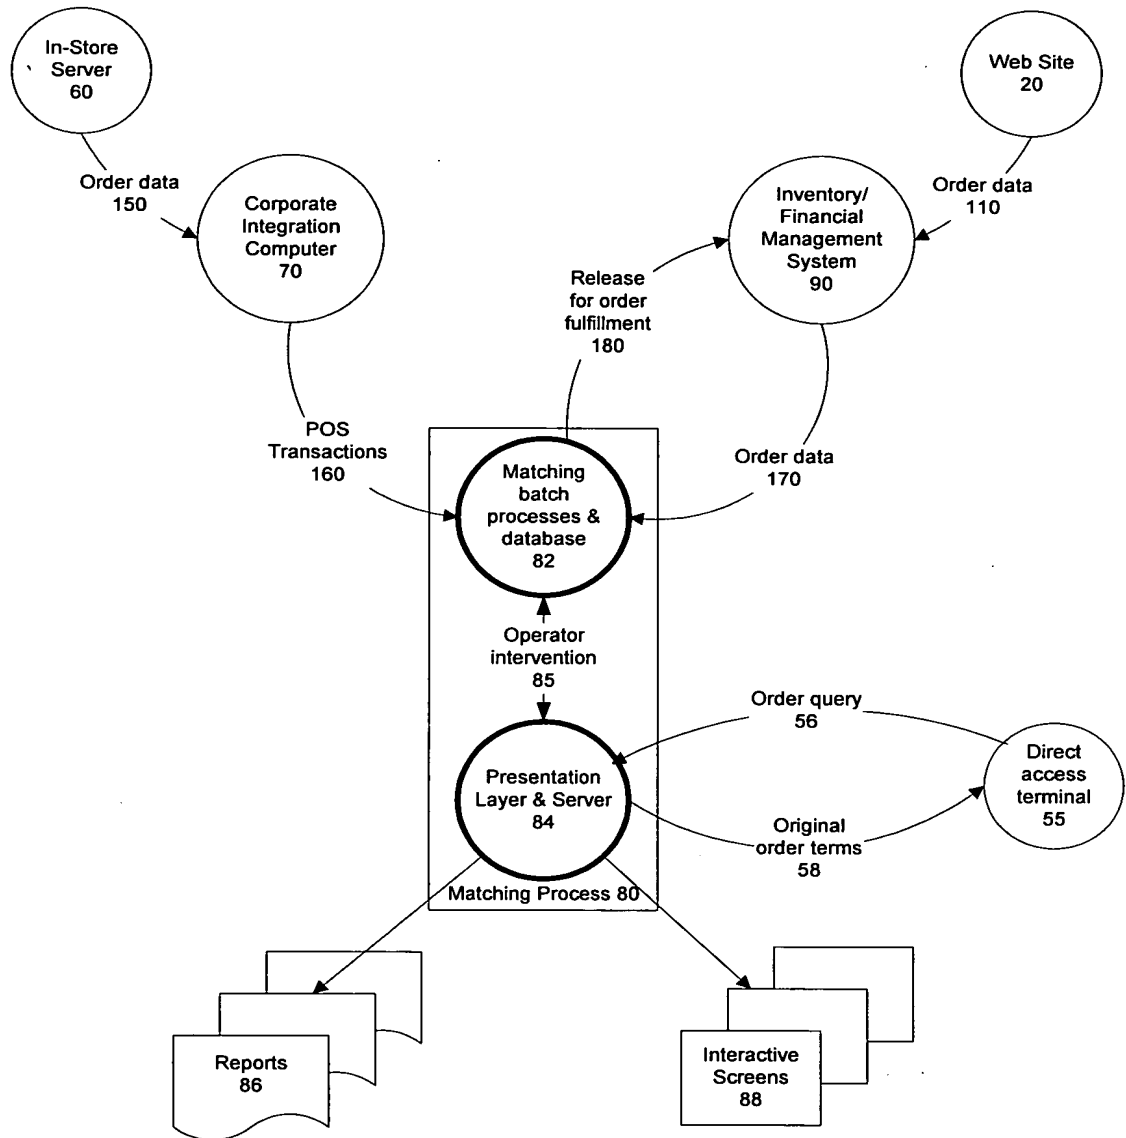 In-Store
Server
60
Web Site
20
Order data
150
Corporate
Integration
Computer
70
Inventory/
Financial
Management
System
90
Order data
110
Release
for order
fulfillment
180
POS
Transactions
160
Matching
batch
processes &
database
82
Order data
170
Operator
intervention
85
Order query
56
Presentation
Layer & Server
84
Direct
access
terminal
55
Original
order terms
58
Matching Process 80
Reports
86
Interactive
Screens
88